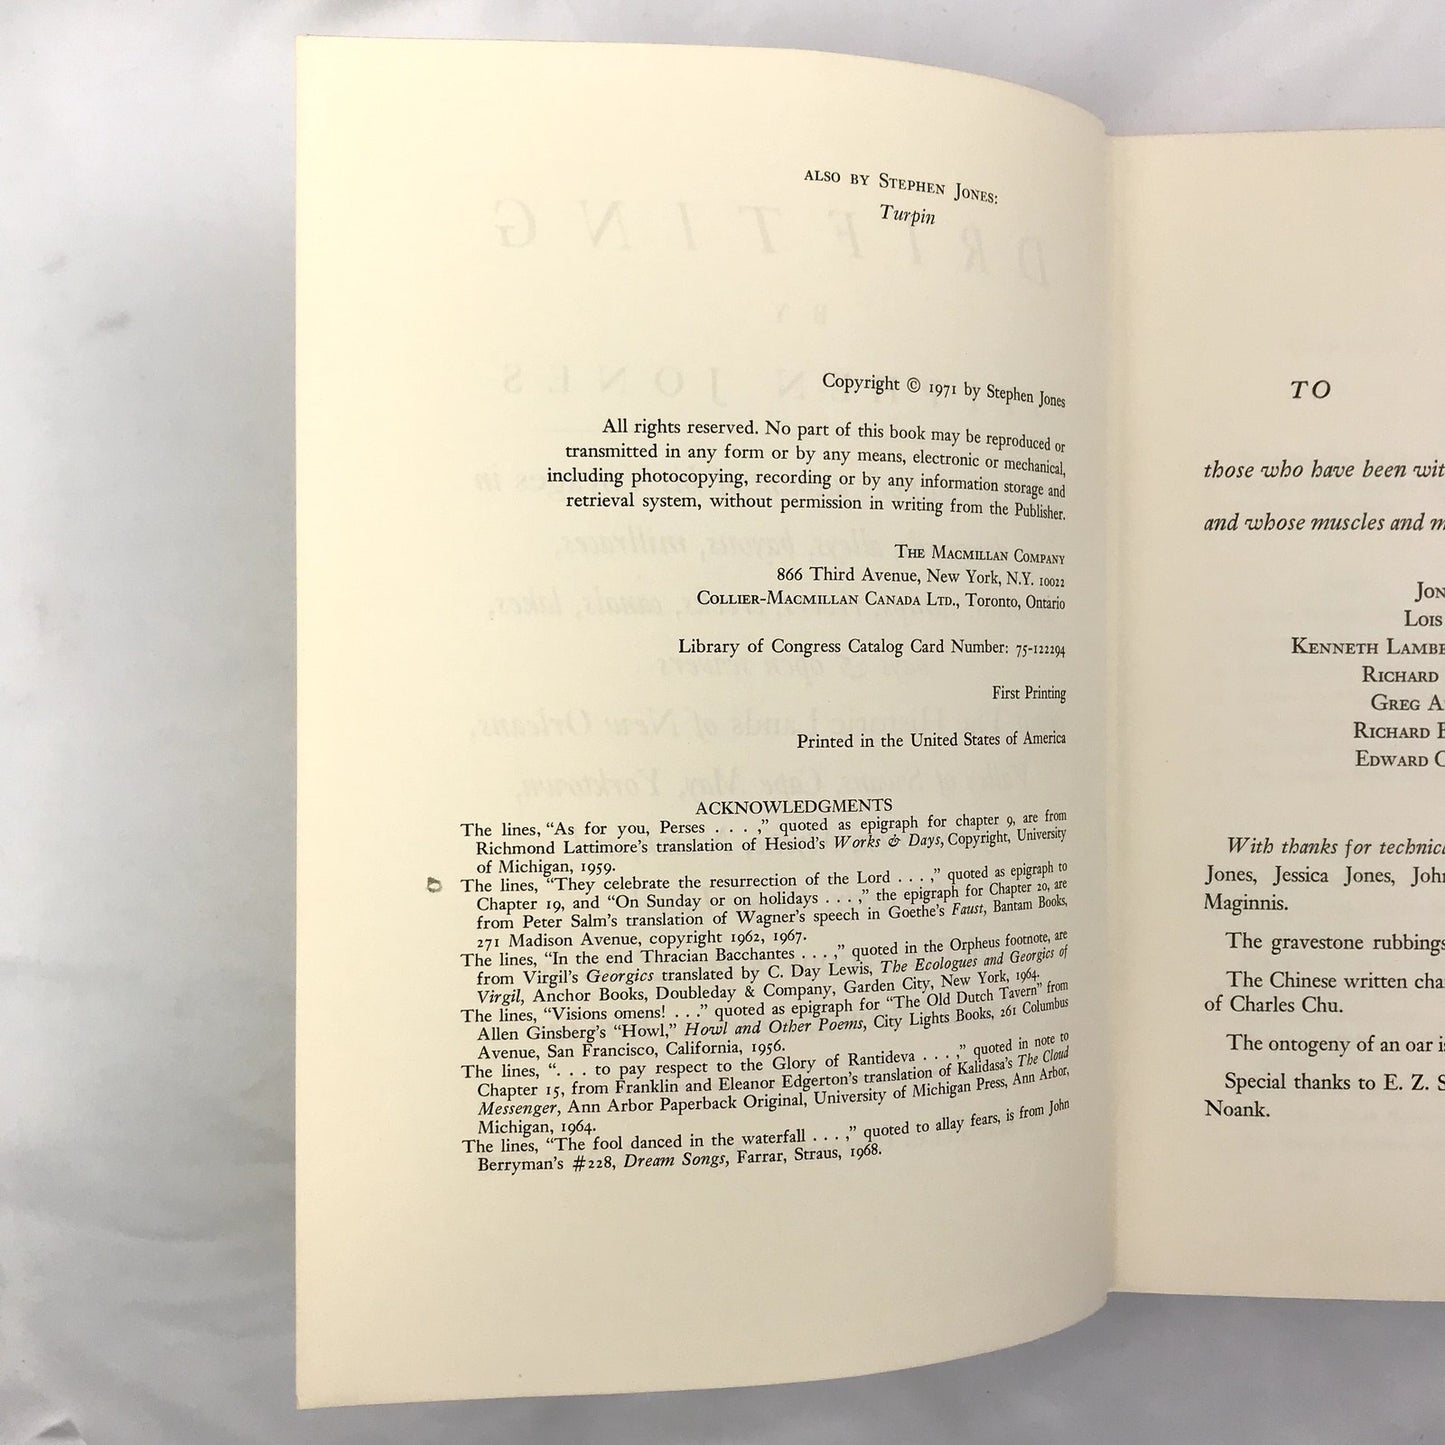 ALSO BY STEPHEN JONES:
Turpin
Copyright © 1971 by Stephen Jones
All rights reserved. No part of this book may be reproduced or
transmitted in any form or by any means, electronic or mechanical,
including photocopying, recording or by any information storage and
retrieval system, without permission in writing from the Publisher.
THE MACMILLAN COMPANY
866 Third Avenue, New York, N.Y. 10022
COLLIER-MACMILLAN CANADA LTD., Toronto, Ontario
Library of Congress Catalog Card Number: 75-122294
First Printing
Printed in the United States of America
ACKNOWLEDGMENTS
The lines, “As for you, Perses . . . ,” quoted as epigraph for chapter 9, are from
Richmond Lattimore’s translation of Hesiod’s Works & Days, Copyright, University
of Michigan, 1959.
The lines, “They celebrate the resurrection of the Lord . . . ,” quoted as epigraph to
Chapter 19, and “On Sunday or on holidays . . . ,” the epigraph for Chapter 20, are
from Peter Salm’s translation of Wagner’s speech in Goethe’s Faust, Bantam Books,
271 Madison Avenue, copyright 1962, 1967.
The lines, “In the end Thracian Bacchantes . . . ,” quoted in the Orpheus footnote, are
from Virgil’s Georgics translated by C. Day Lewis, The Ecologues and Georgics of
Virgil, Anchor Books, Doubleday & Company, Garden City, New York, 1964.
The lines, “Visions omens! . . .” quoted as epigraph for “The Old Dutch Tavern” from
Allen Ginsberg’s “Howl,” Howl and Other Poems, City Lights Books, 261 Columbus
Avenue, San Francisco, California, 1956.
The lines, “. . . to pay respect to the Glory of Rantideva . . . ,” quoted in note to
Chapter 15, from Franklin and Eleanor Edgerton’s translation of Kalidasa’s The Cloud
Messenger, Ann Arbor Paperback Original, University of Michigan Press, Ann Arbor,
Michigan, 1964.
The lines, “The fool danced in the waterfall . . . ,” quoted to allay fears, is from John
Berryman’s #228, Dream Songs, Farrar, Straus, 1968.
TO
those who have been wit
and whose muscles and m
JON
LOIS
KENNETH LAMBE
RICHARD
GREG A
RICHARD
EDWARD
With thanks for technica
Jones, Jessica Jones, John
Maginnis.
The gravestone rubbings
The Chinese written cha
of Charles Chu.
The ontogeny of an oar is
Special thanks to E. Z. S
Noank.